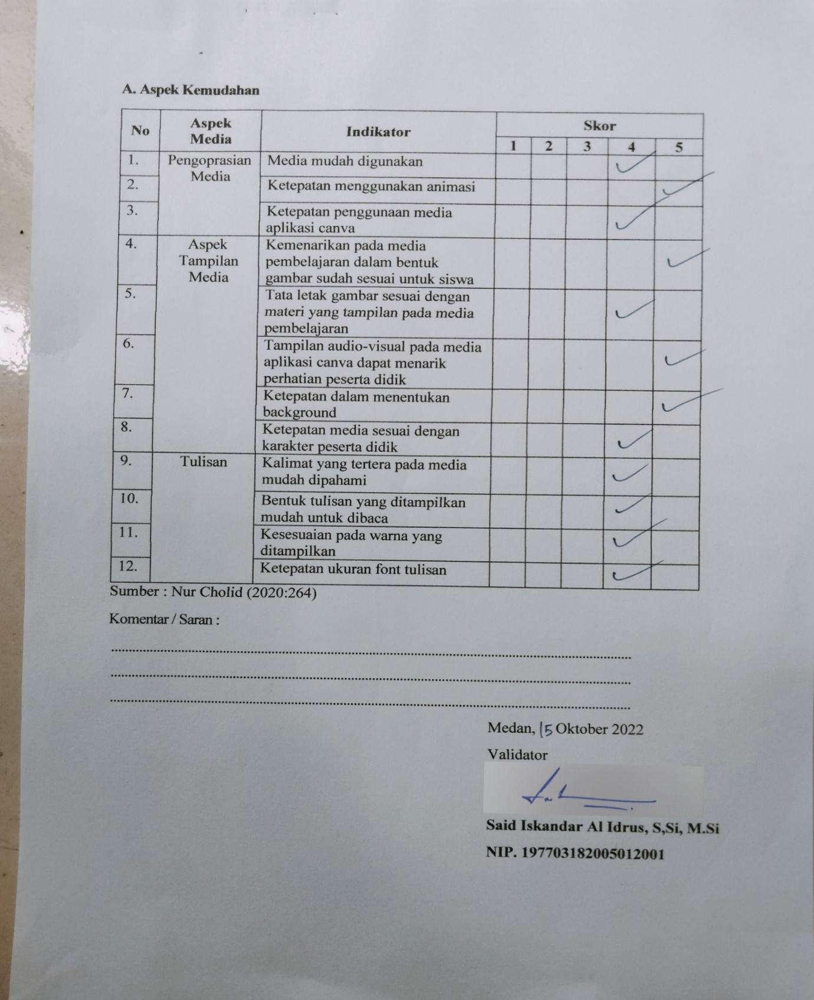 A. Aspek Kemudahan
No
Aspek
Media
Indikator
Skor
1 2 3 4 5
1.
Pengoprasian
Media
Media mudah digunakan
✓
2.
Ketepatan menggunakan animasi
✓
3.
Ketepatan penggunaan media
aplikasi canva
✓
4.
Aspek
Tampilan
Media
Kemenarikan pada media
pembelajaran dalam bentuk
gambar sudah sesuai untuk siswa
✓
5.
Tata letak gambar sesuai dengan
materi yang tampilan pada media
pembelajaran
✓
6.
Tampilan audio-visual pada media
aplikasi canva dapat menarik
perhatian peserta didik
✓
7.
Ketepatan dalam menentukan
background
✓
8.
Ketepatan media sesuai dengan
karakter peserta didik
✓
9.
Tulisan
Kalimat yang tertera pada media
mudah dipahami
✓
10.
Bentuk tulisan yang ditampilkan
mudah untuk dibaca
✓
11.
Kesesuaian pada warna yang
ditampilkan
✓
12.
Ketepatan ukuran font tulisan
✓
Sumber : Nur Cholid (2020:264)
Komentar / Saran :
Medan, 15 Oktober 2022
Validator
Said Iskandar Al Idrus, S,Si, M.Si
NIP. 197703182005012001